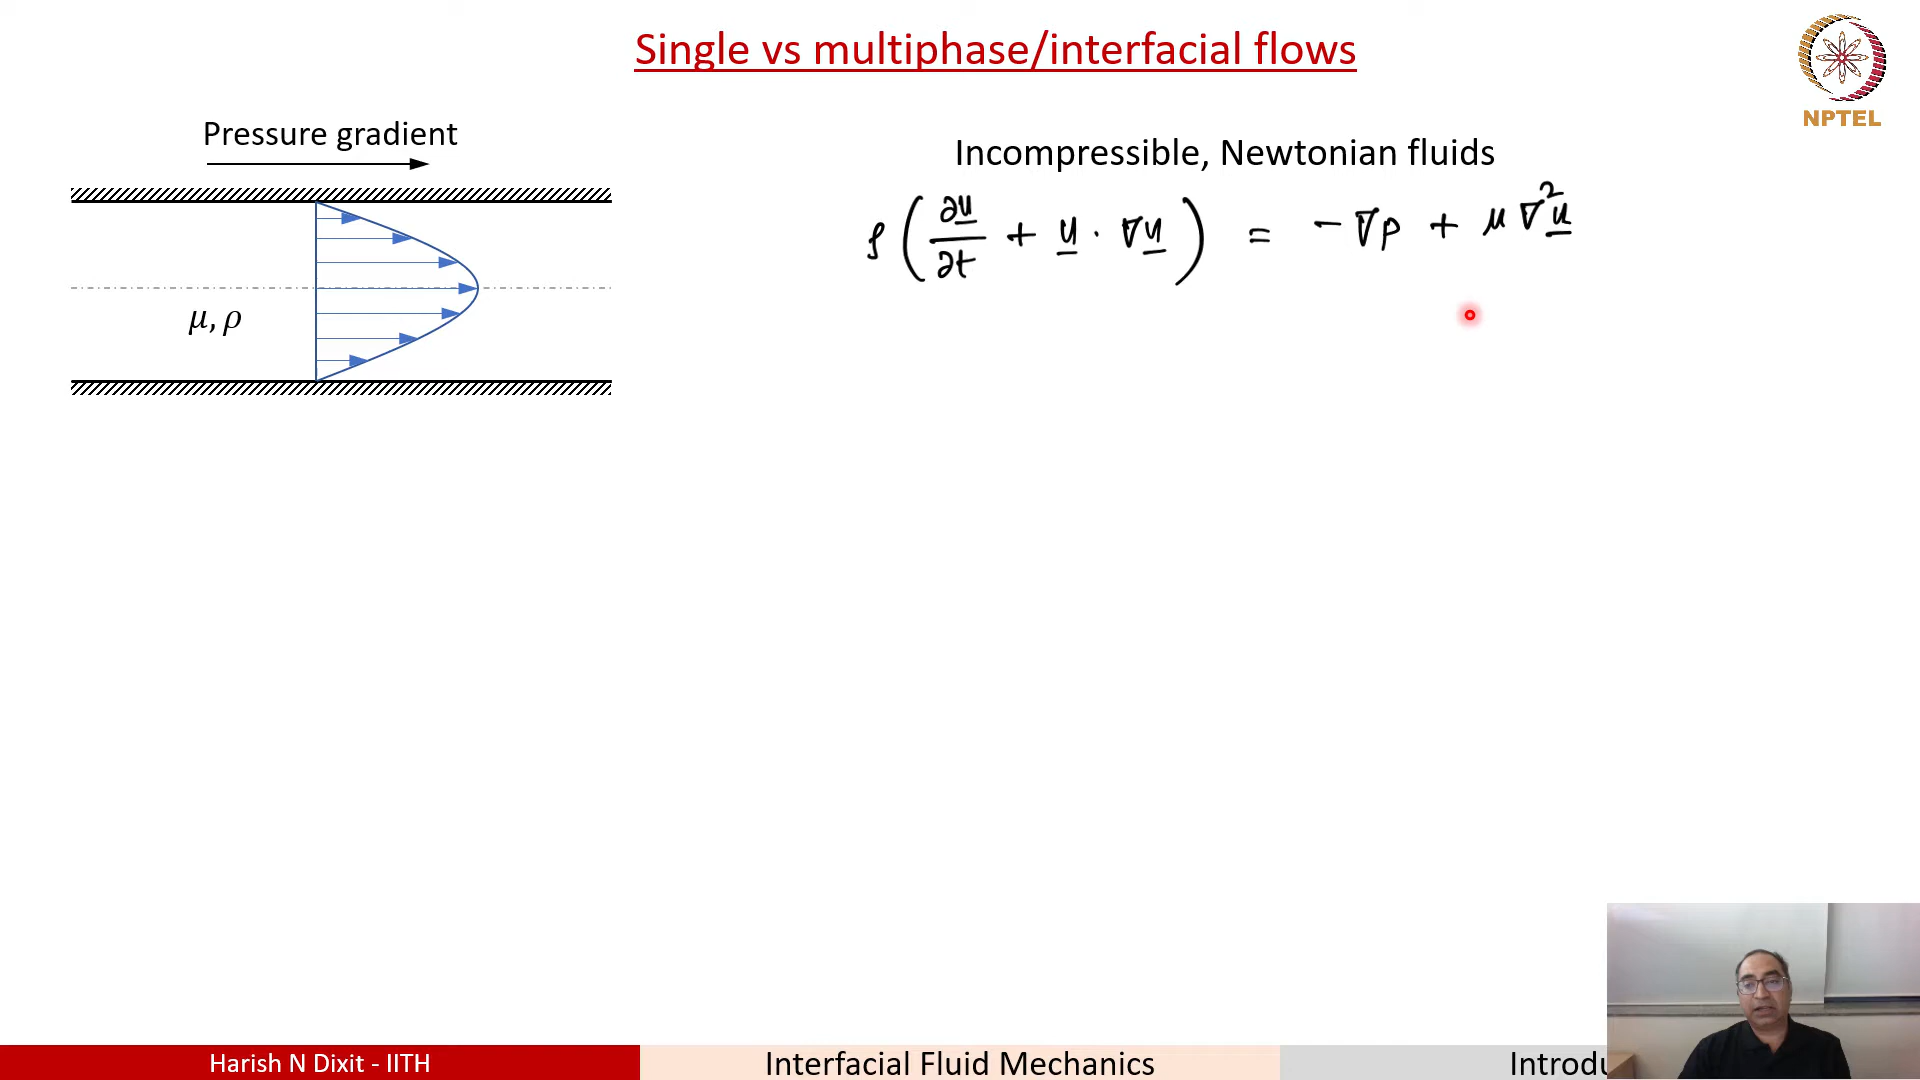 Single vs multiphase/interfacial flows
NPTEL
Pressure gradient
μ, ρ
Incompressible, Newtonian fluids
ρ ( ∂u/∂t + u · ∇u ) = - ∇p + μ ∇²u
Harish N Dixit - IITH
Interfacial Fluid Mechanics
Introdu